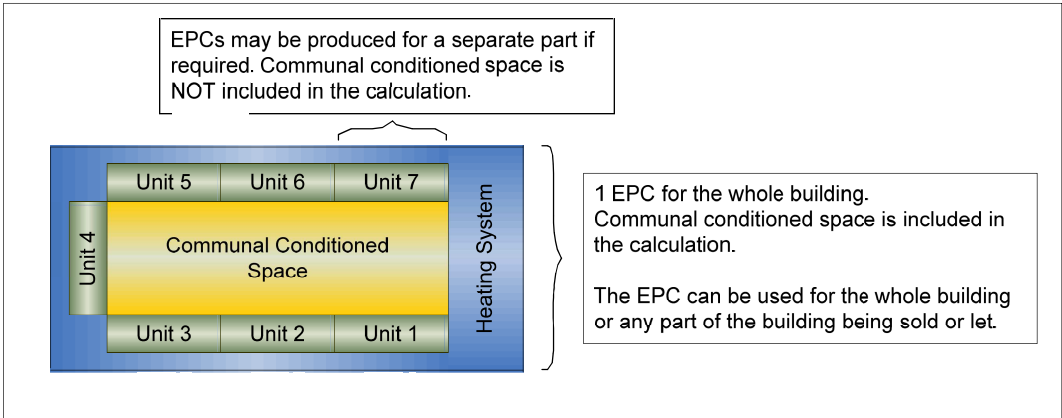 EPCs may be produced for a separate part if
required. Communal conditioned space is
NOT included in the calculation.
Unit 5
Unit 6
Unit 7
Unit 4
Communal Conditioned
Space
Heating System
Unit 3
Unit 2
Unit 1
1 EPC for the whole building.
Communal conditioned space is included in
the calculation.
The EPC can be used for the whole building
or any part of the building being sold or let.